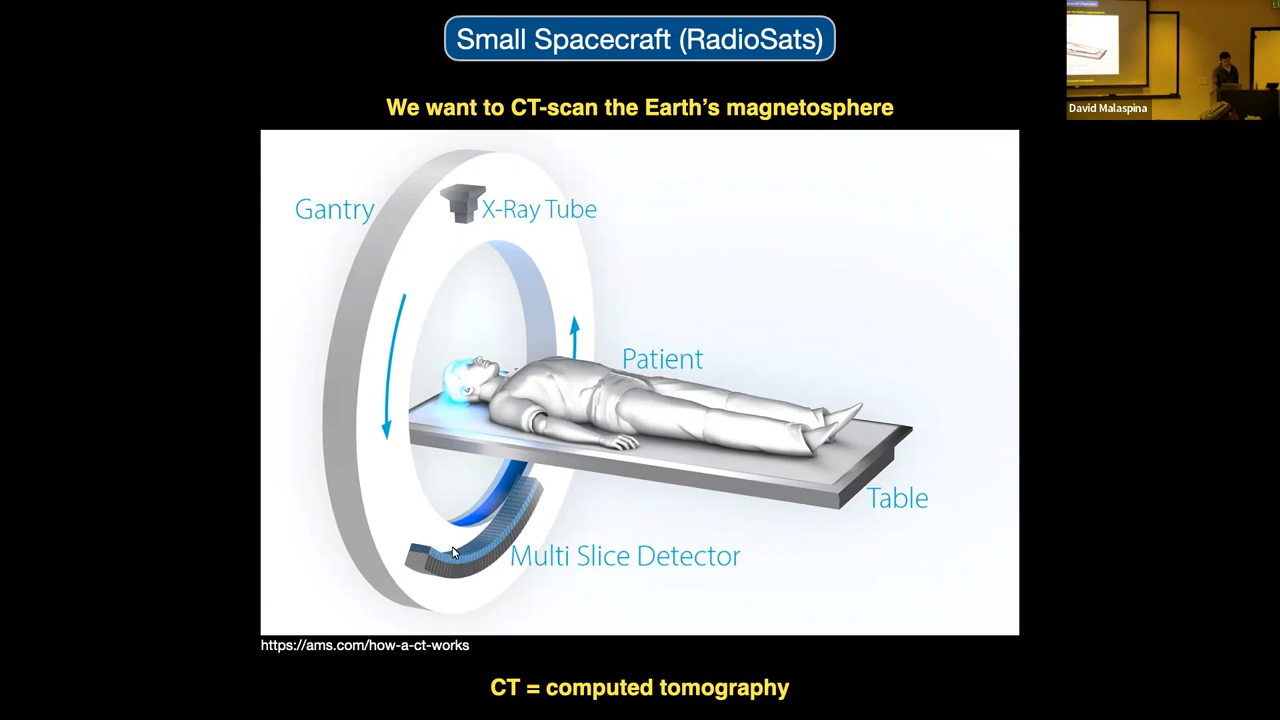 Small Spacecraft (RadioSats)
We want to CT-scan the Earth's magnetosphere
David Malaspina
Gantry
X-Ray Tube
Patient
Table
Multi Slice Detector
https://ams.com/how-a-ct-works
CT = computed tomography